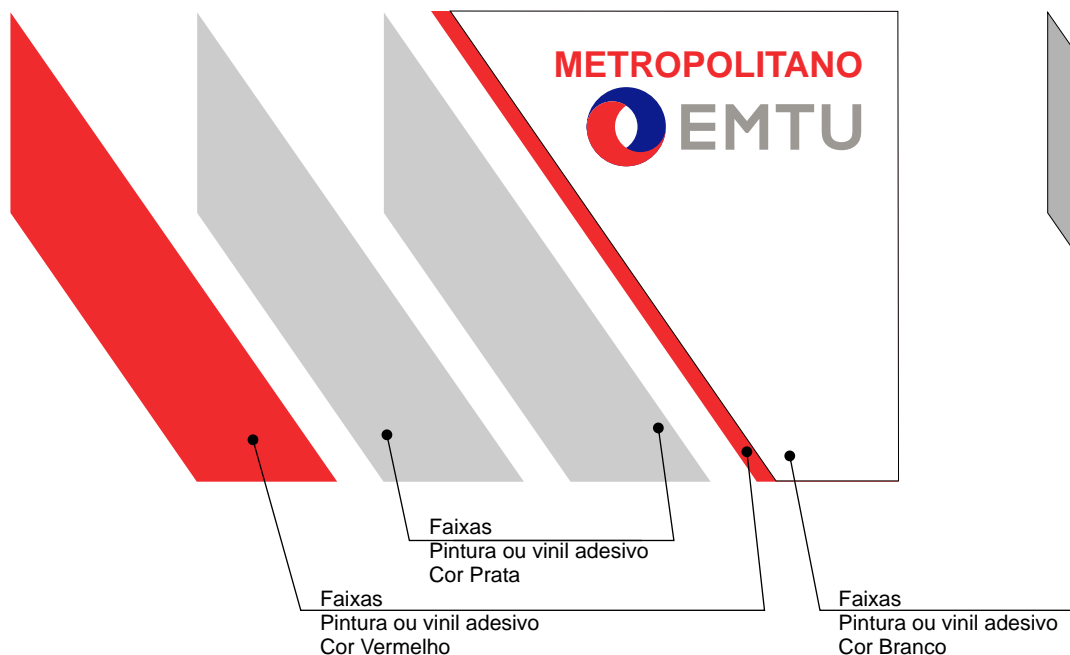 METROPOLITANO
EMTU
Faixas
Pintura ou vinil adesivo
Cor Prata
Faixas
Pintura ou vinil adesivo
Cor Vermelho
Faixas
Pintura ou vinil adesivo
Cor Branco